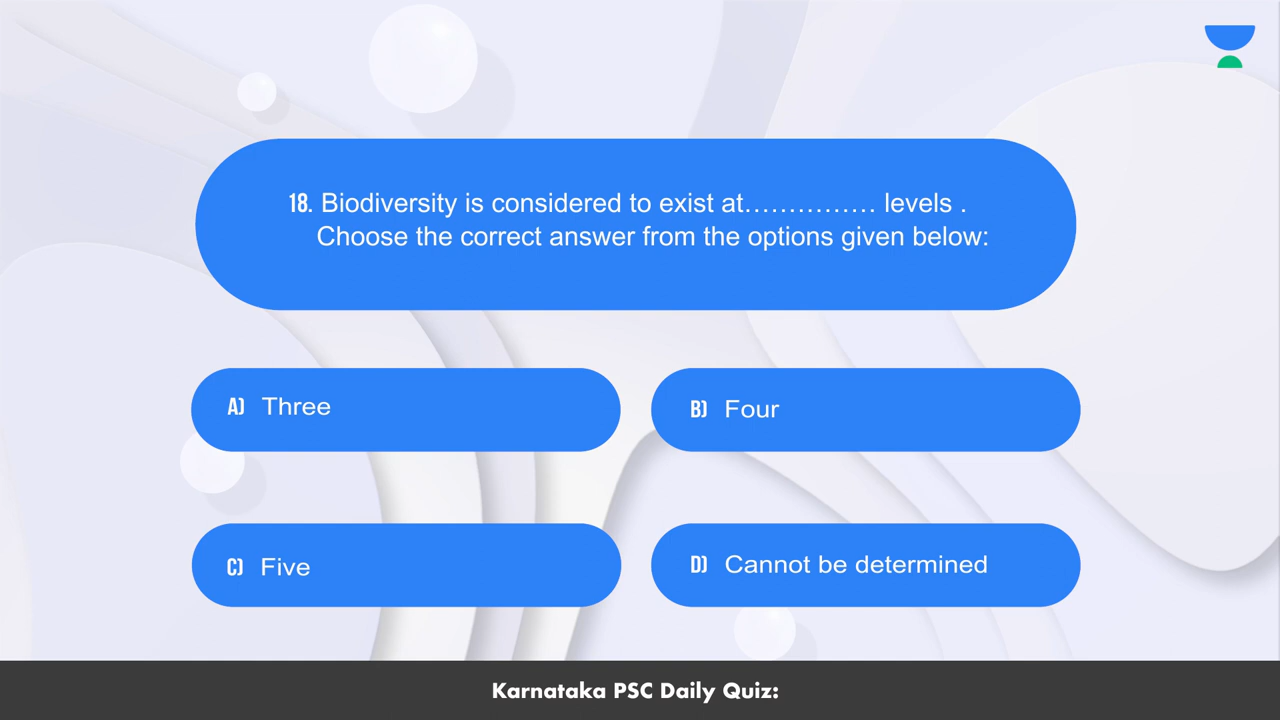 18. Biodiversity is considered to exist at............... levels .
Choose the correct answer from the options given below:
A) Three
B) Four
C) Five
D) Cannot be determined
Karnataka PSC Daily Quiz: